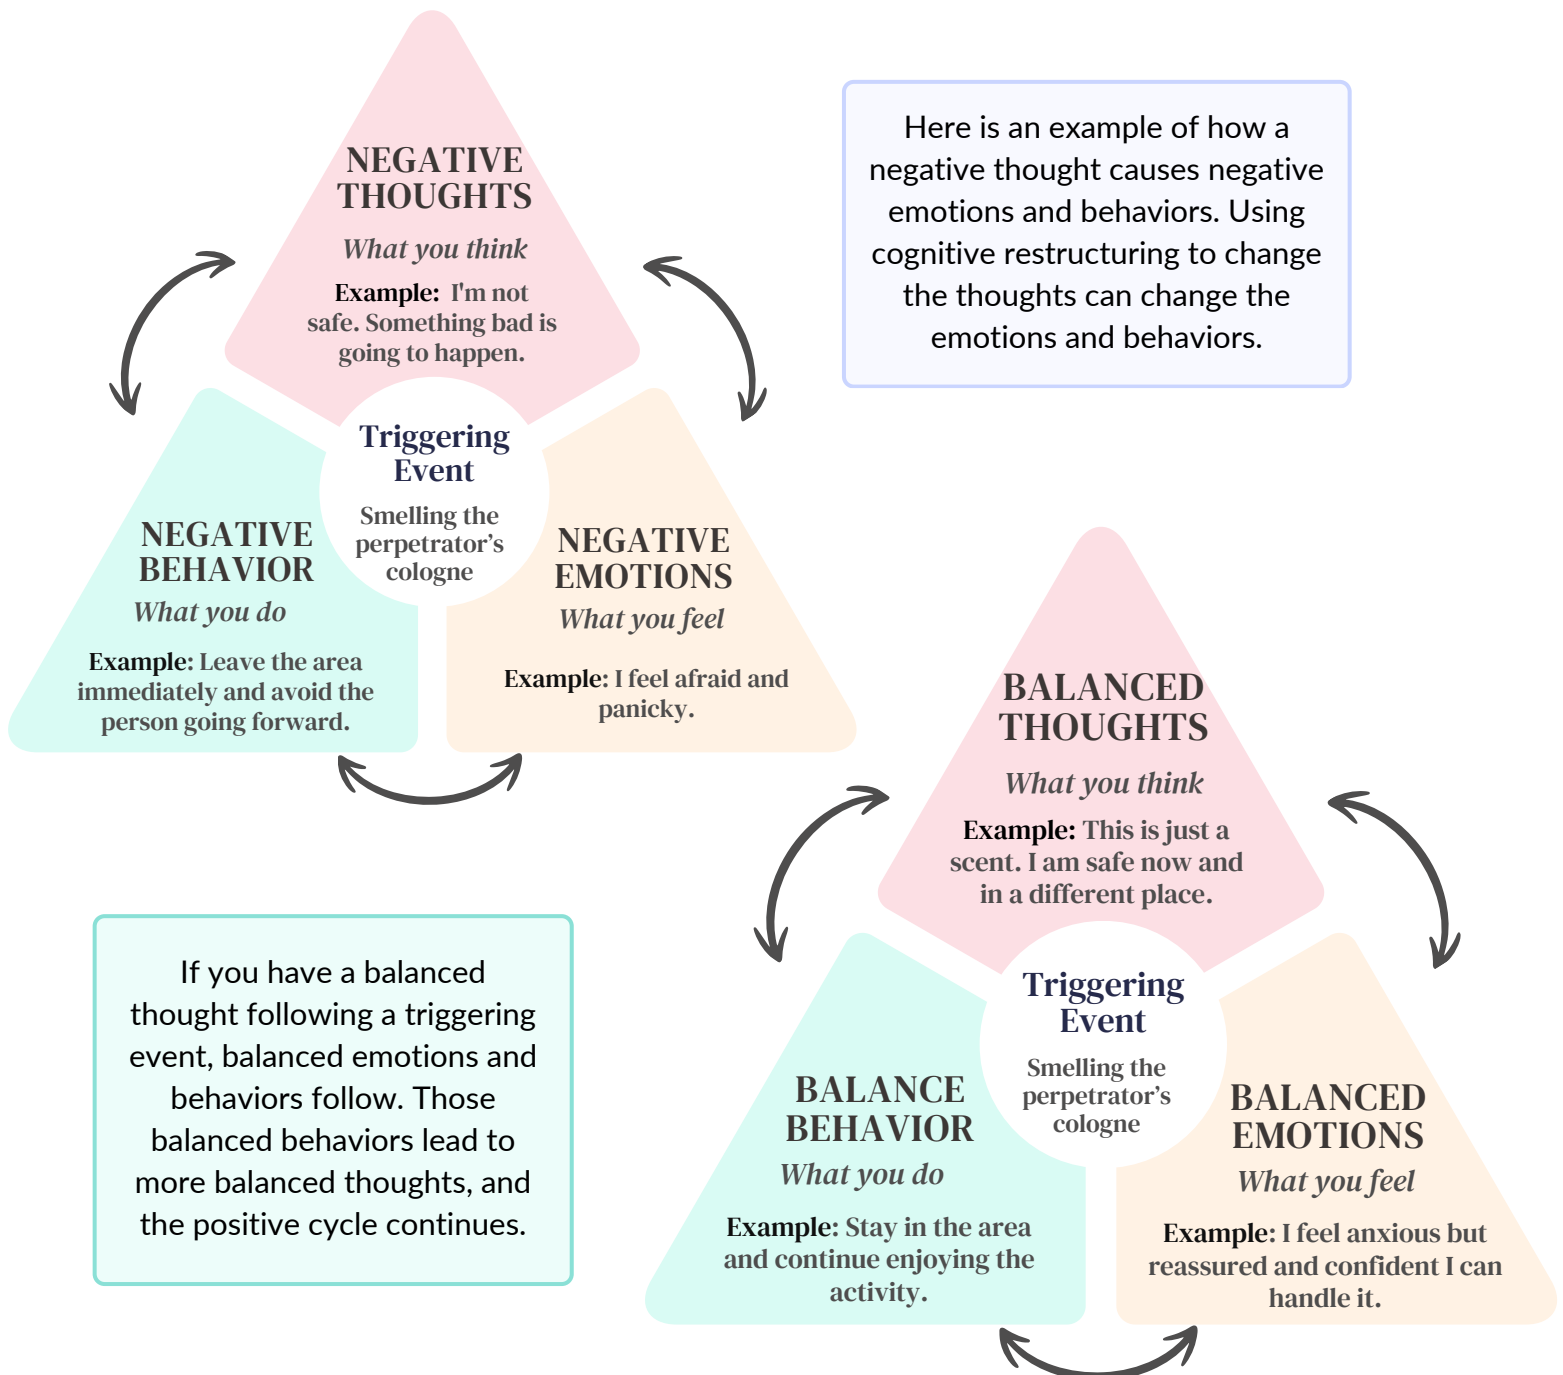 NEGATIVE
THOUGHTS
What you think
Example: I'm not
safe. Something bad is
going to happen.
Here is an example of how a
negative thought causes negative
emotions and behaviors. Using
cognitive restructuring to change
the thoughts can change the
emotions and behaviors.
Triggering
Event
Smelling the
perpetrator’s
cologne
NEGATIVE
BEHAVIOR
What you do
Example: Leave the area
immediately and avoid the
person going forward.
NEGATIVE
EMOTIONS
What you feel
Example: I feel afraid and
panicky.
BALANCED
THOUGHTS
What you think
Example: This is just a
scent. I am safe now and
in a different place.
If you have a balanced
thought following a triggering
event, balanced emotions and
behaviors follow. Those
balanced behaviors lead to
more balanced thoughts, and
the positive cycle continues.
Triggering
Event
Smelling the
perpetrator’s
cologne
BALANCE
BEHAVIOR
What you do
Example: Stay in the area
and continue enjoying the
activity.
BALANCED
EMOTIONS
What you feel
Example: I feel anxious but
reassured and confident I can
handle it.